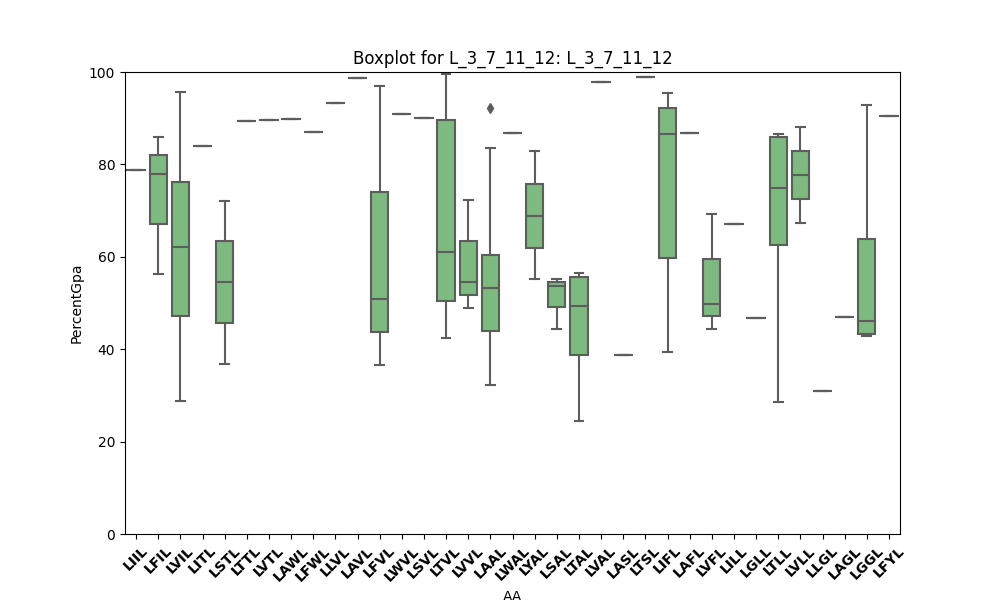 Boxplot for L_3_7_11_12: L_3_7_11_12
100
80
60
40
20
0
PercentGpa
LIIL LFIL LVIL LITL LSTL LTTL LVTL LAWL LFWL LLVL LAVL LFVL LWVL LSVL LTVL LVVL LAAL LWAL LYAL LSAL LTAL LVAL LASL LTSL LIFL LAFL LVFL LILL LGLL LTLL LVLL LLGL LAGL LGGL LFYL
AA